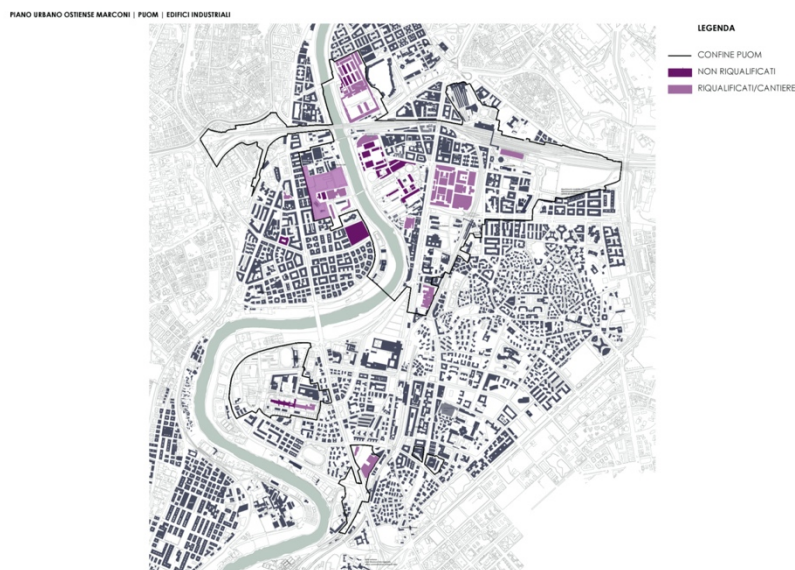 PIANO URBANO OSTIENSE MARCONI | PUOM | EDIFICI INDUSTRIALI
LEGENDA
CONFINE PUOM
NON RIQUALIFICATI
RIQUALIFICATI/CANTIERE